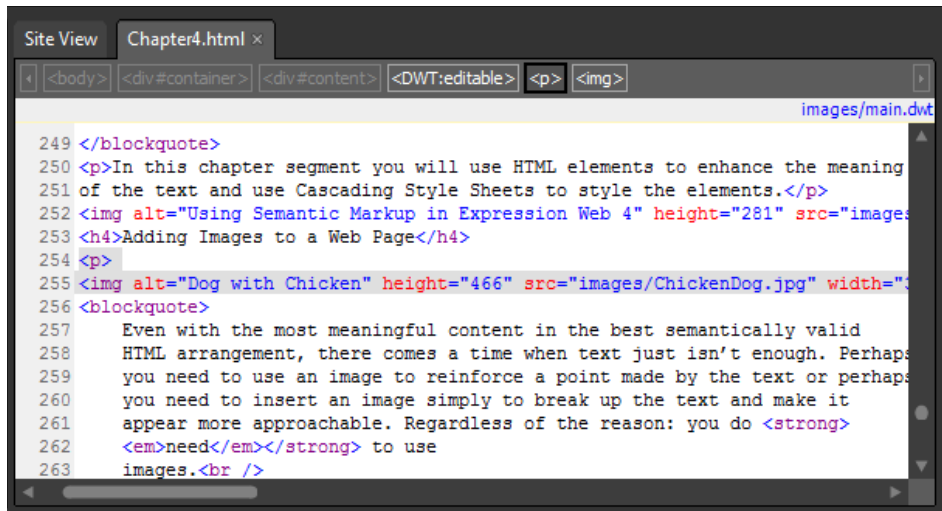 Site View Chapter4.html ×
<body> <div#container> <div#content> <DWT:editable> <p> <img>
images/main.dwt
249 </blockquote>
250 <p>In this chapter segment you will use HTML elements to enhance the meaning
251 of the text and use Cascading Style Sheets to style the elements.</p>
252 <img alt="Using Semantic Markup in Expression Web 4" height="281" src="images
253 <h4>Adding Images to a Web Page</h4>
254 <p>
255 <img alt="Dog with Chicken" height="466" src="images/ChickenDog.jpg" width="
256 <blockquote>
257 Even with the most meaningful content in the best semantically valid
258 HTML arrangement, there comes a time when text just isn’t enough. Perhaps
259 you need to use an image to reinforce a point made by the text or perhaps
260 you need to insert an image simply to break up the text and make it
261 appear more approachable. Regardless of the reason: you do <strong>
262 <em>need</em></strong> to use
263 images.<br />